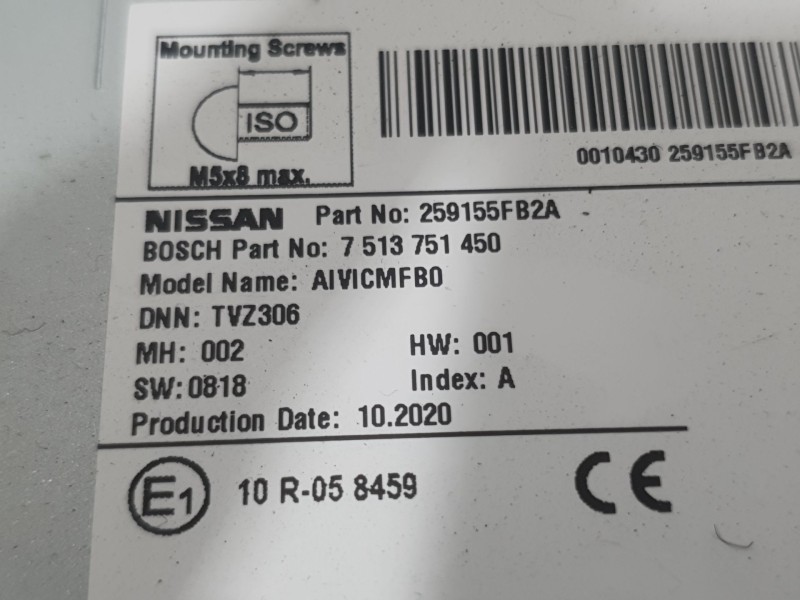 Mounting Screws
ISO
M5x8 max.
0010430 259155FB2A
NISSAN Part No: 259155FB2A
BOSCH Part No: 7 513 751 450
Model Name: AIVICMFB0
DNN: TVZ306
MH: 002 HW: 001
SW:0818 Index: A
Production Date: 10.2020
E1 10 R-05 8459 CE